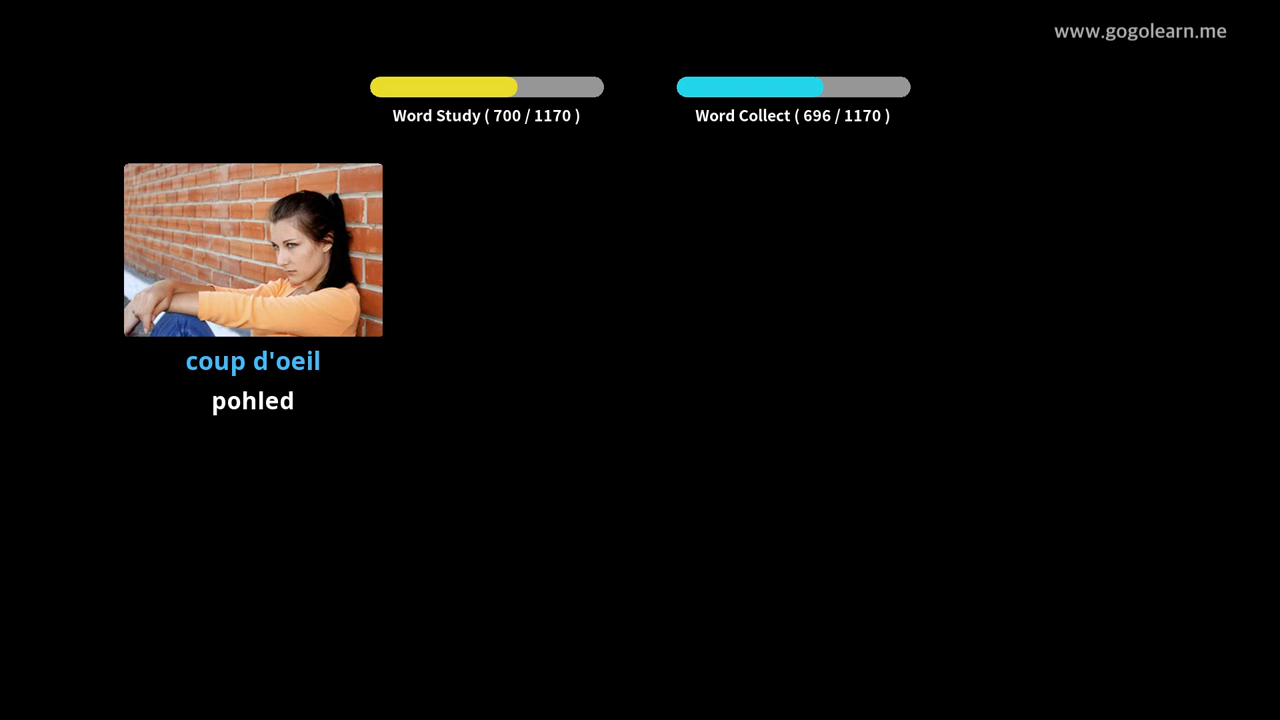 www.gogolearn.me
Word Study ( 700 / 1170 )
Word Collect ( 696 / 1170 )
coup d'oeil
pohled